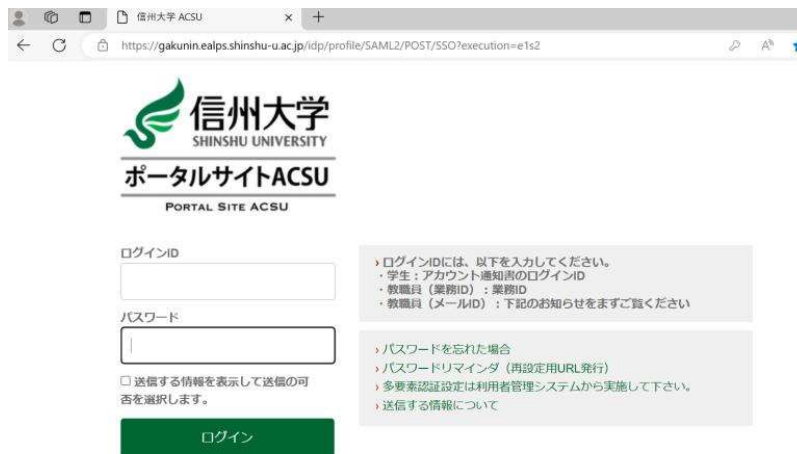 信州大学 ACSU
https://gakunin.ealps.shinshu-u.ac.jp/idp/profile/SAML2/POST/SSO?execution=e1s2
信州大学
SHINSHU UNIVERSITY
ポータルサイトACSU
PORTAL SITE ACSU
ログインID
パスワード
□ 送信する情報を表示して送信の可
否を選択します。
ログイン
› ログインIDには、以下を入力してください。
・学生：アカウント通知書のログインID
・教職員（業務ID）：業務ID
・教職員（メールID）：下記のお知らせをまずご覧ください
› パスワードを忘れた場合
› パスワードリマインダ（再設定用URL発行）
› 多要素認証設定は利用者管理システムから実施して下さい。
› 送信する情報について